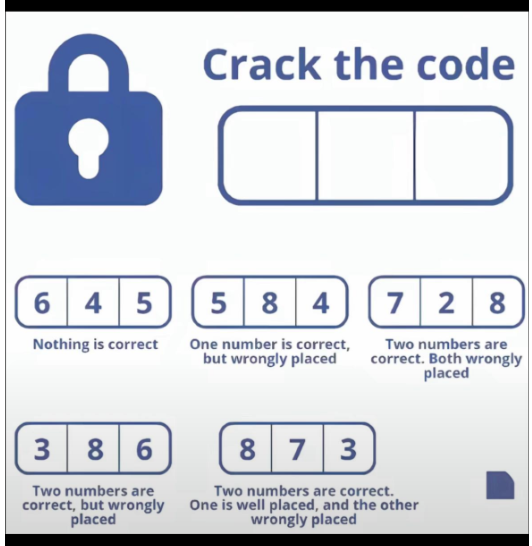 Crack the code
6 4 5
Nothing is correct
5 8 4
One number is correct,
but wrongly placed
7 2 8
Two numbers are
correct. Both wrongly
placed
3 8 6
Two numbers are
correct, but wrongly
placed
8 7 3
Two numbers are correct.
One is well placed, and the other
wrongly placed